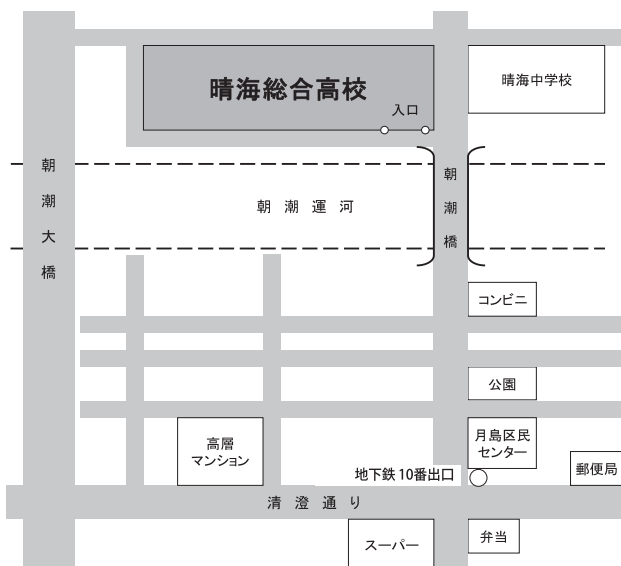 晴海総合高校
入口
晴海中学校
朝潮大橋
朝潮運河
朝潮橋
コンビニ
公園
高層
マンション
月島区民
センター
郵便局
地下鉄10番出口
清澄通り
スーパー
弁当